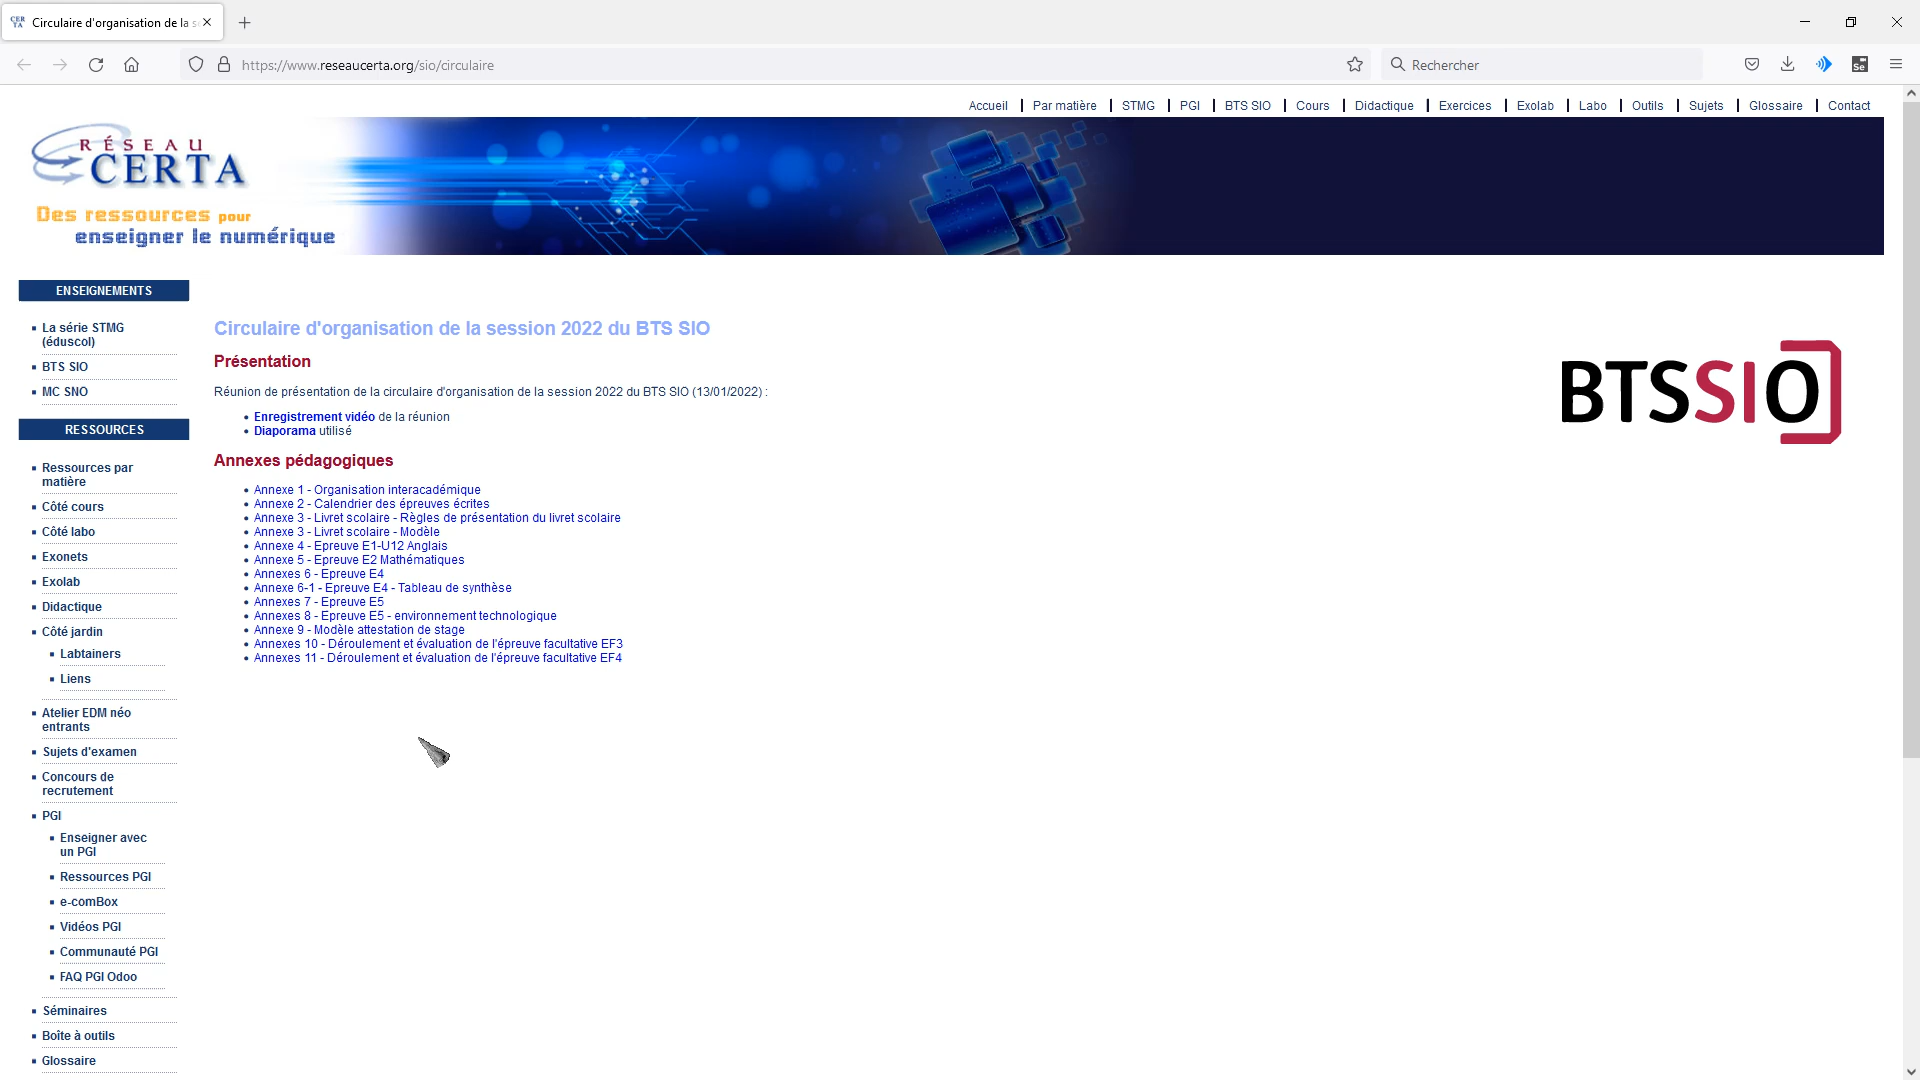 CER TA Circulaire d'organisation de la s
https://www.reseaucerta.org/sio/circulaire
Rechercher
Se
Accueil | Par matière | STMG | PGI | BTS SIO | Cours | Didactique | Exercices | Exolab | Labo | Outils | Sujets | Glossaire | Contact
RÉSEAU
CERTA
Des ressources pour
enseigner le numérique
ENSEIGNEMENTS
La série STMG
(éduscol)
BTS SIO
MC SNO
RESSOURCES
Ressources par
matière
Côté cours
Côté labo
Exonets
Exolab
Didactique
Côté jardin
Labtainers
Liens
Atelier EDM néo
entrants
Sujets d'examen
Concours de
recrutement
PGI
Enseigner avec
un PGI
Ressources PGI
e-comBox
Vidéos PGI
Communauté PGI
FAQ PGI Odoo
Séminaires
Boîte à outils
Glossaire
Circulaire d'organisation de la session 2022 du BTS SIO
Présentation
Réunion de présentation de la circulaire d'organisation de la session 2022 du BTS SIO (13/01/2022) :
Enregistrement vidéo de la réunion
Diaporama utilisé
Annexes pédagogiques
Annexe 1 - Organisation interacadémique
Annexe 2 - Calendrier des épreuves écrites
Annexe 3 - Livret scolaire - Règles de présentation du livret scolaire
Annexe 3 - Livret scolaire - Modèle
Annexe 4 - Epreuve E1-U12 Anglais
Annexe 5 - Epreuve E2 Mathématiques
Annexes 6 - Epreuve E4
Annexe 6-1 - Epreuve E4 - Tableau de synthèse
Annexes 7 - Epreuve E5
Annexes 8 - Epreuve E5 - environnement technologique
Annexe 9 - Modèle attestation de stage
Annexes 10 - Déroulement et évaluation de l'épreuve facultative EF3
Annexes 11 - Déroulement et évaluation de l'épreuve facultative EF4
BTSSIO